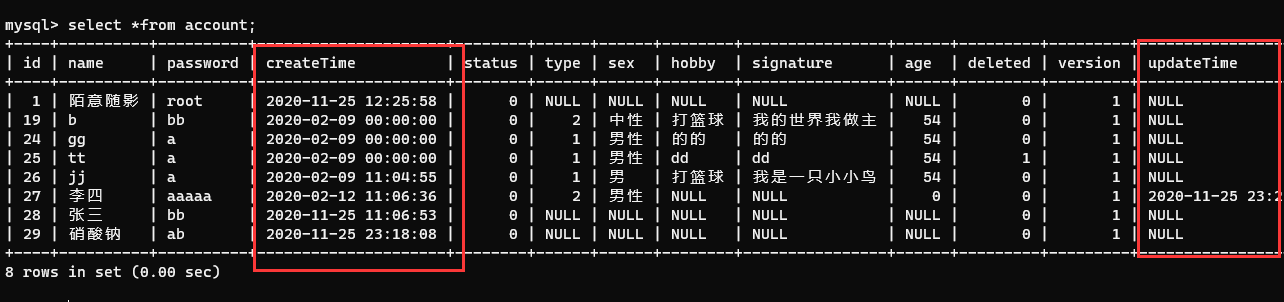 mysql> select *from account;
+----+----------+----------+---------------------+--------+------+------+--------+----------------+------+---------+---------+-----------
| id | name | password | createTime | status | type | sex | hobby | signature | age | deleted | version | updateTime
+----+----------+----------+---------------------+--------+------+------+--------+----------------+------+---------+---------+-----------
| 1 | 陌意随影 | root | 2020-11-25 12:25:58 | 0 | NULL | NULL | NULL | NULL | NULL | 0 | 1 | NULL
| 19 | b | bb | 2020-02-09 00:00:00 | 0 | 2 | 中性 | 打篮球 | 我的世界我做主 | 54 | 0 | 1 | NULL
| 24 | gg | a | 2020-02-09 00:00:00 | 0 | 1 | 男性 | 的的 | 的的 | 54 | 0 | 1 | NULL
| 25 | tt | a | 2020-02-09 00:00:00 | 0 | 1 | 男性 | dd | dd | 54 | 1 | 1 | NULL
| 26 | jj | a | 2020-02-09 11:04:55 | 0 | 1 | 男 | 打篮球 | 我是一只小小鸟 | 54 | 0 | 1 | NULL
| 27 | 李四 | aaaaa | 2020-02-12 11:06:36 | 0 | 2 | 男性 | NULL | NULL | 0 | 0 | 1 | 2020-11-25 23:2
| 28 | 张三 | bb | 2020-11-25 11:06:53 | 0 | NULL | NULL | NULL | NULL | NULL | 0 | 1 | NULL
| 29 | 硝酸钠 | ab | 2020-11-25 23:18:08 | 0 | NULL | NULL | NULL | NULL | NULL | 0 | 1 | NULL
+----+----------+----------+---------------------+--------+------+------+--------+----------------+------+---------+---------+-----------
8 rows in set (0.00 sec)